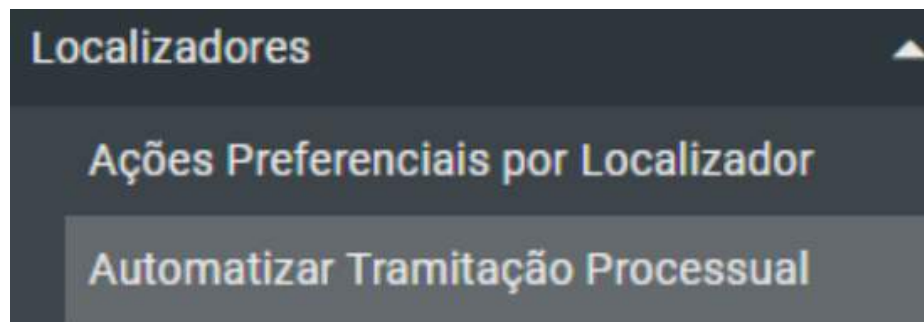 Localizadores
Ações Preferenciais por Localizador
Automatizar Tramitação Processual